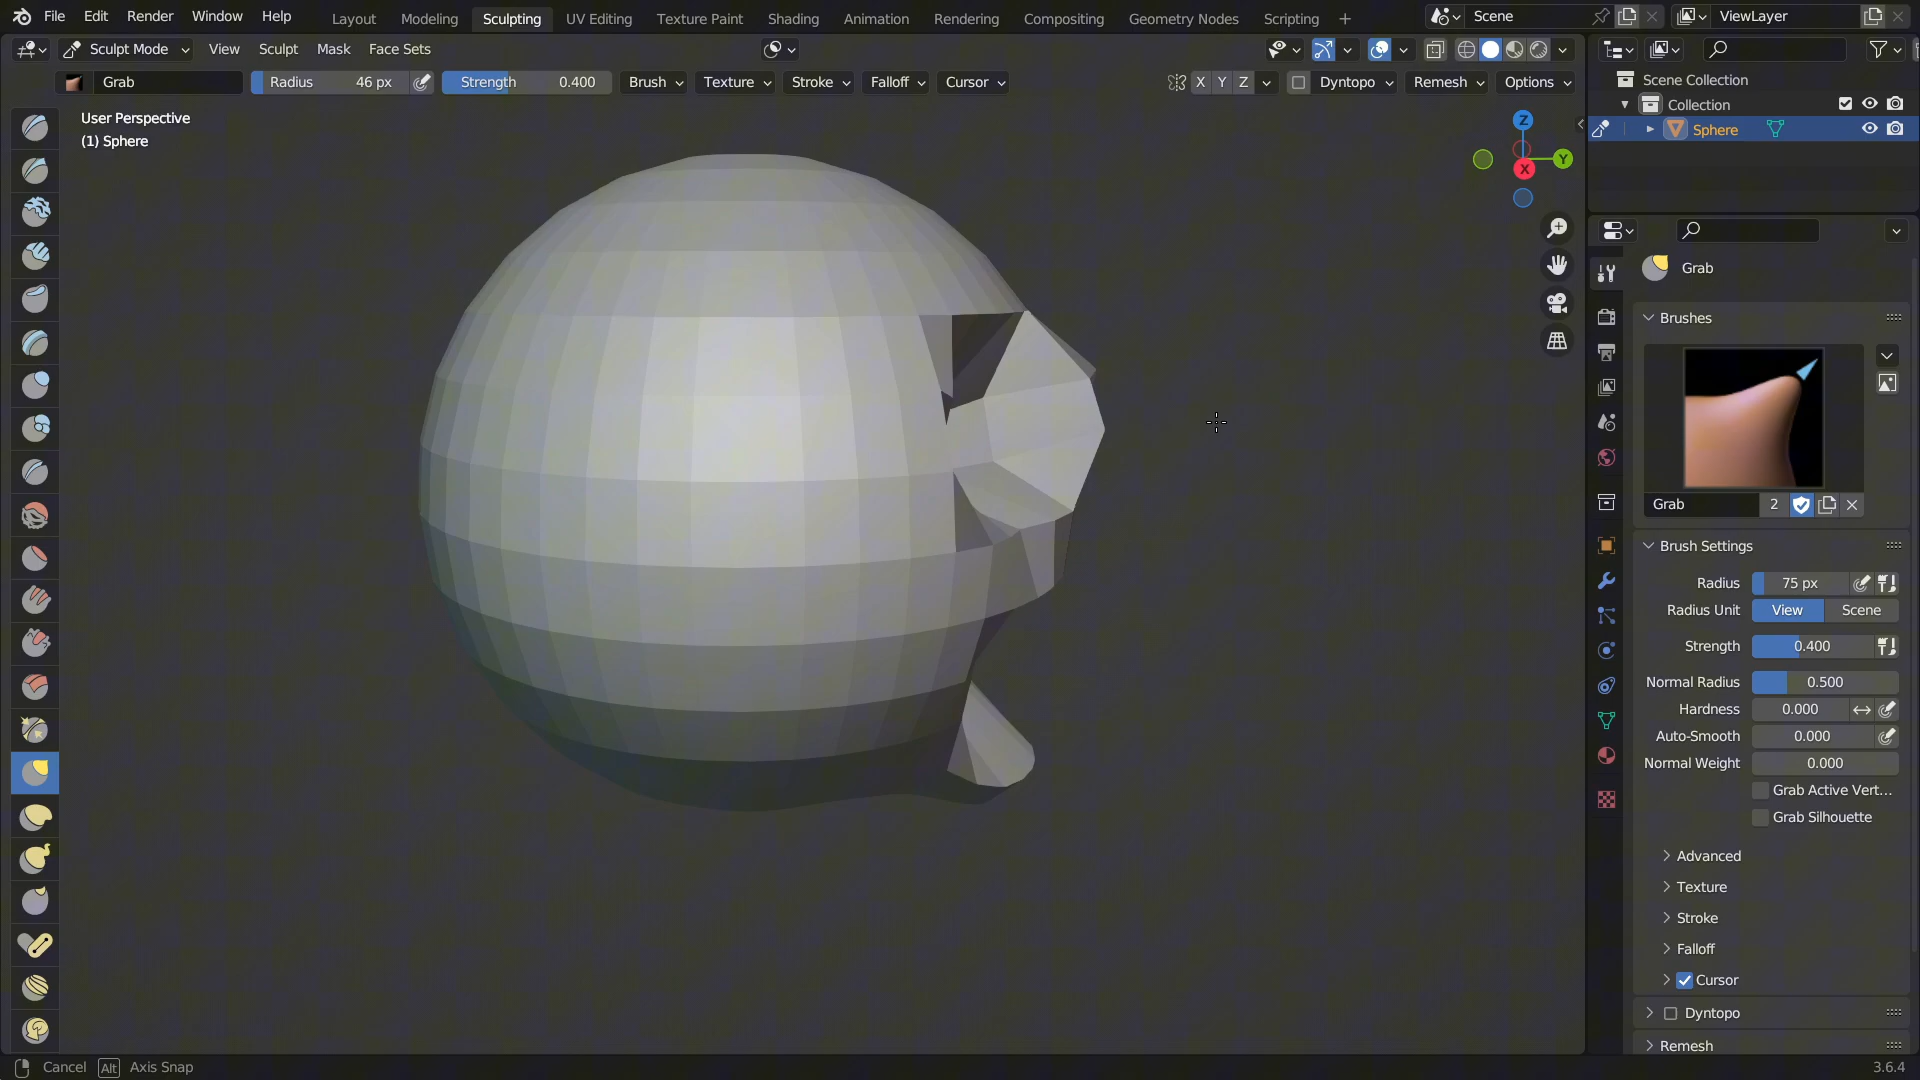 File Edit Render Window Help Layout Modeling Sculpting UV Editing Texture Paint Shading Animation Rendering Compositing Geometry Nodes Scripting + Scene ViewLayer
Sculpt Mode View Sculpt Mask Face Sets
Grab Radius 46 px Strength 0.400 Brush Texture Stroke Falloff Cursor X Y Z Dyntopo Remesh Options
User Perspective
(1) Sphere
Z
Y
X
Scene Collection
Collection
Sphere
Grab
Brushes
Grab 2
Brush Settings
Radius 75 px
Radius Unit View Scene
Strength 0.400
Normal Radius 0.500
Hardness 0.000
Auto-Smooth 0.000
Normal Weight 0.000
Grab Active Vert...
Grab Silhouette
Advanced
Texture
Stroke
Falloff
Cursor
Dyntopo
Remesh
Cancel Alt Axis Snap 3.6.4